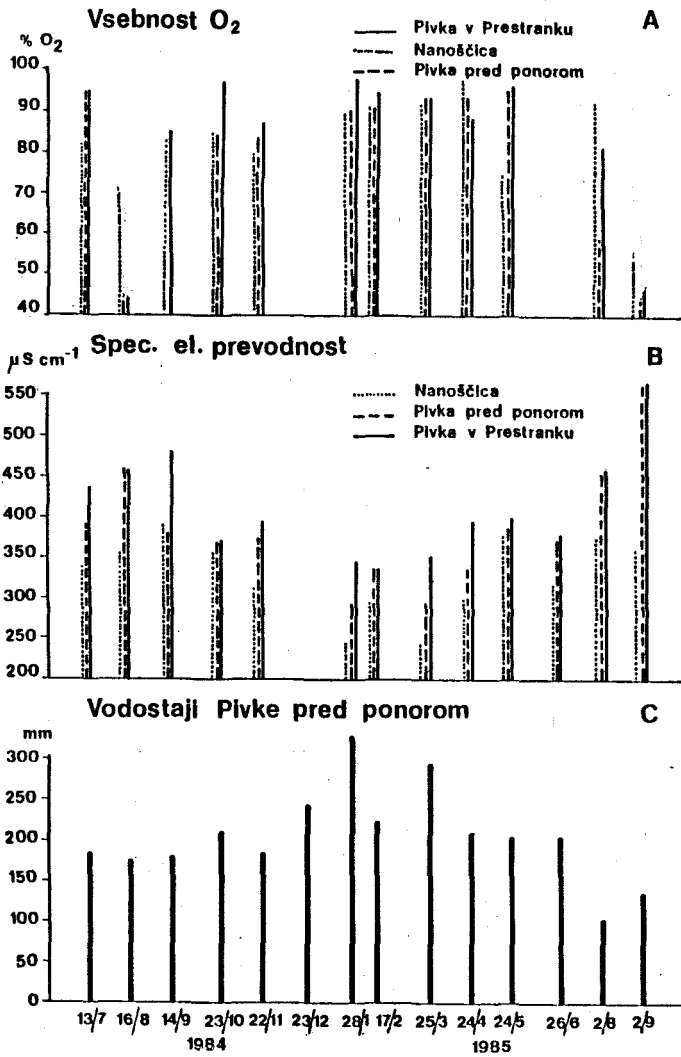 Vsebnost O₂
A
% O₂
Pivka v Prestranku
Nanoščica
Pivka pred ponorom
100
90
80
70
60
50
40
Spec. el. prevodnost
B
µS cm⁻¹
Nanoščica
Pivka pred ponorom
Pivka v Prestranku
550
500
450
400
350
300
250
200
Vodostaji Pivke pred ponorom
C
mm
300
250
200
150
100
50
0
13/7 16/8 14/9 23/10 22/11 23/12 28/1 17/2 25/3 24/4 24/5 26/6 2/8 2/9
1984 1985